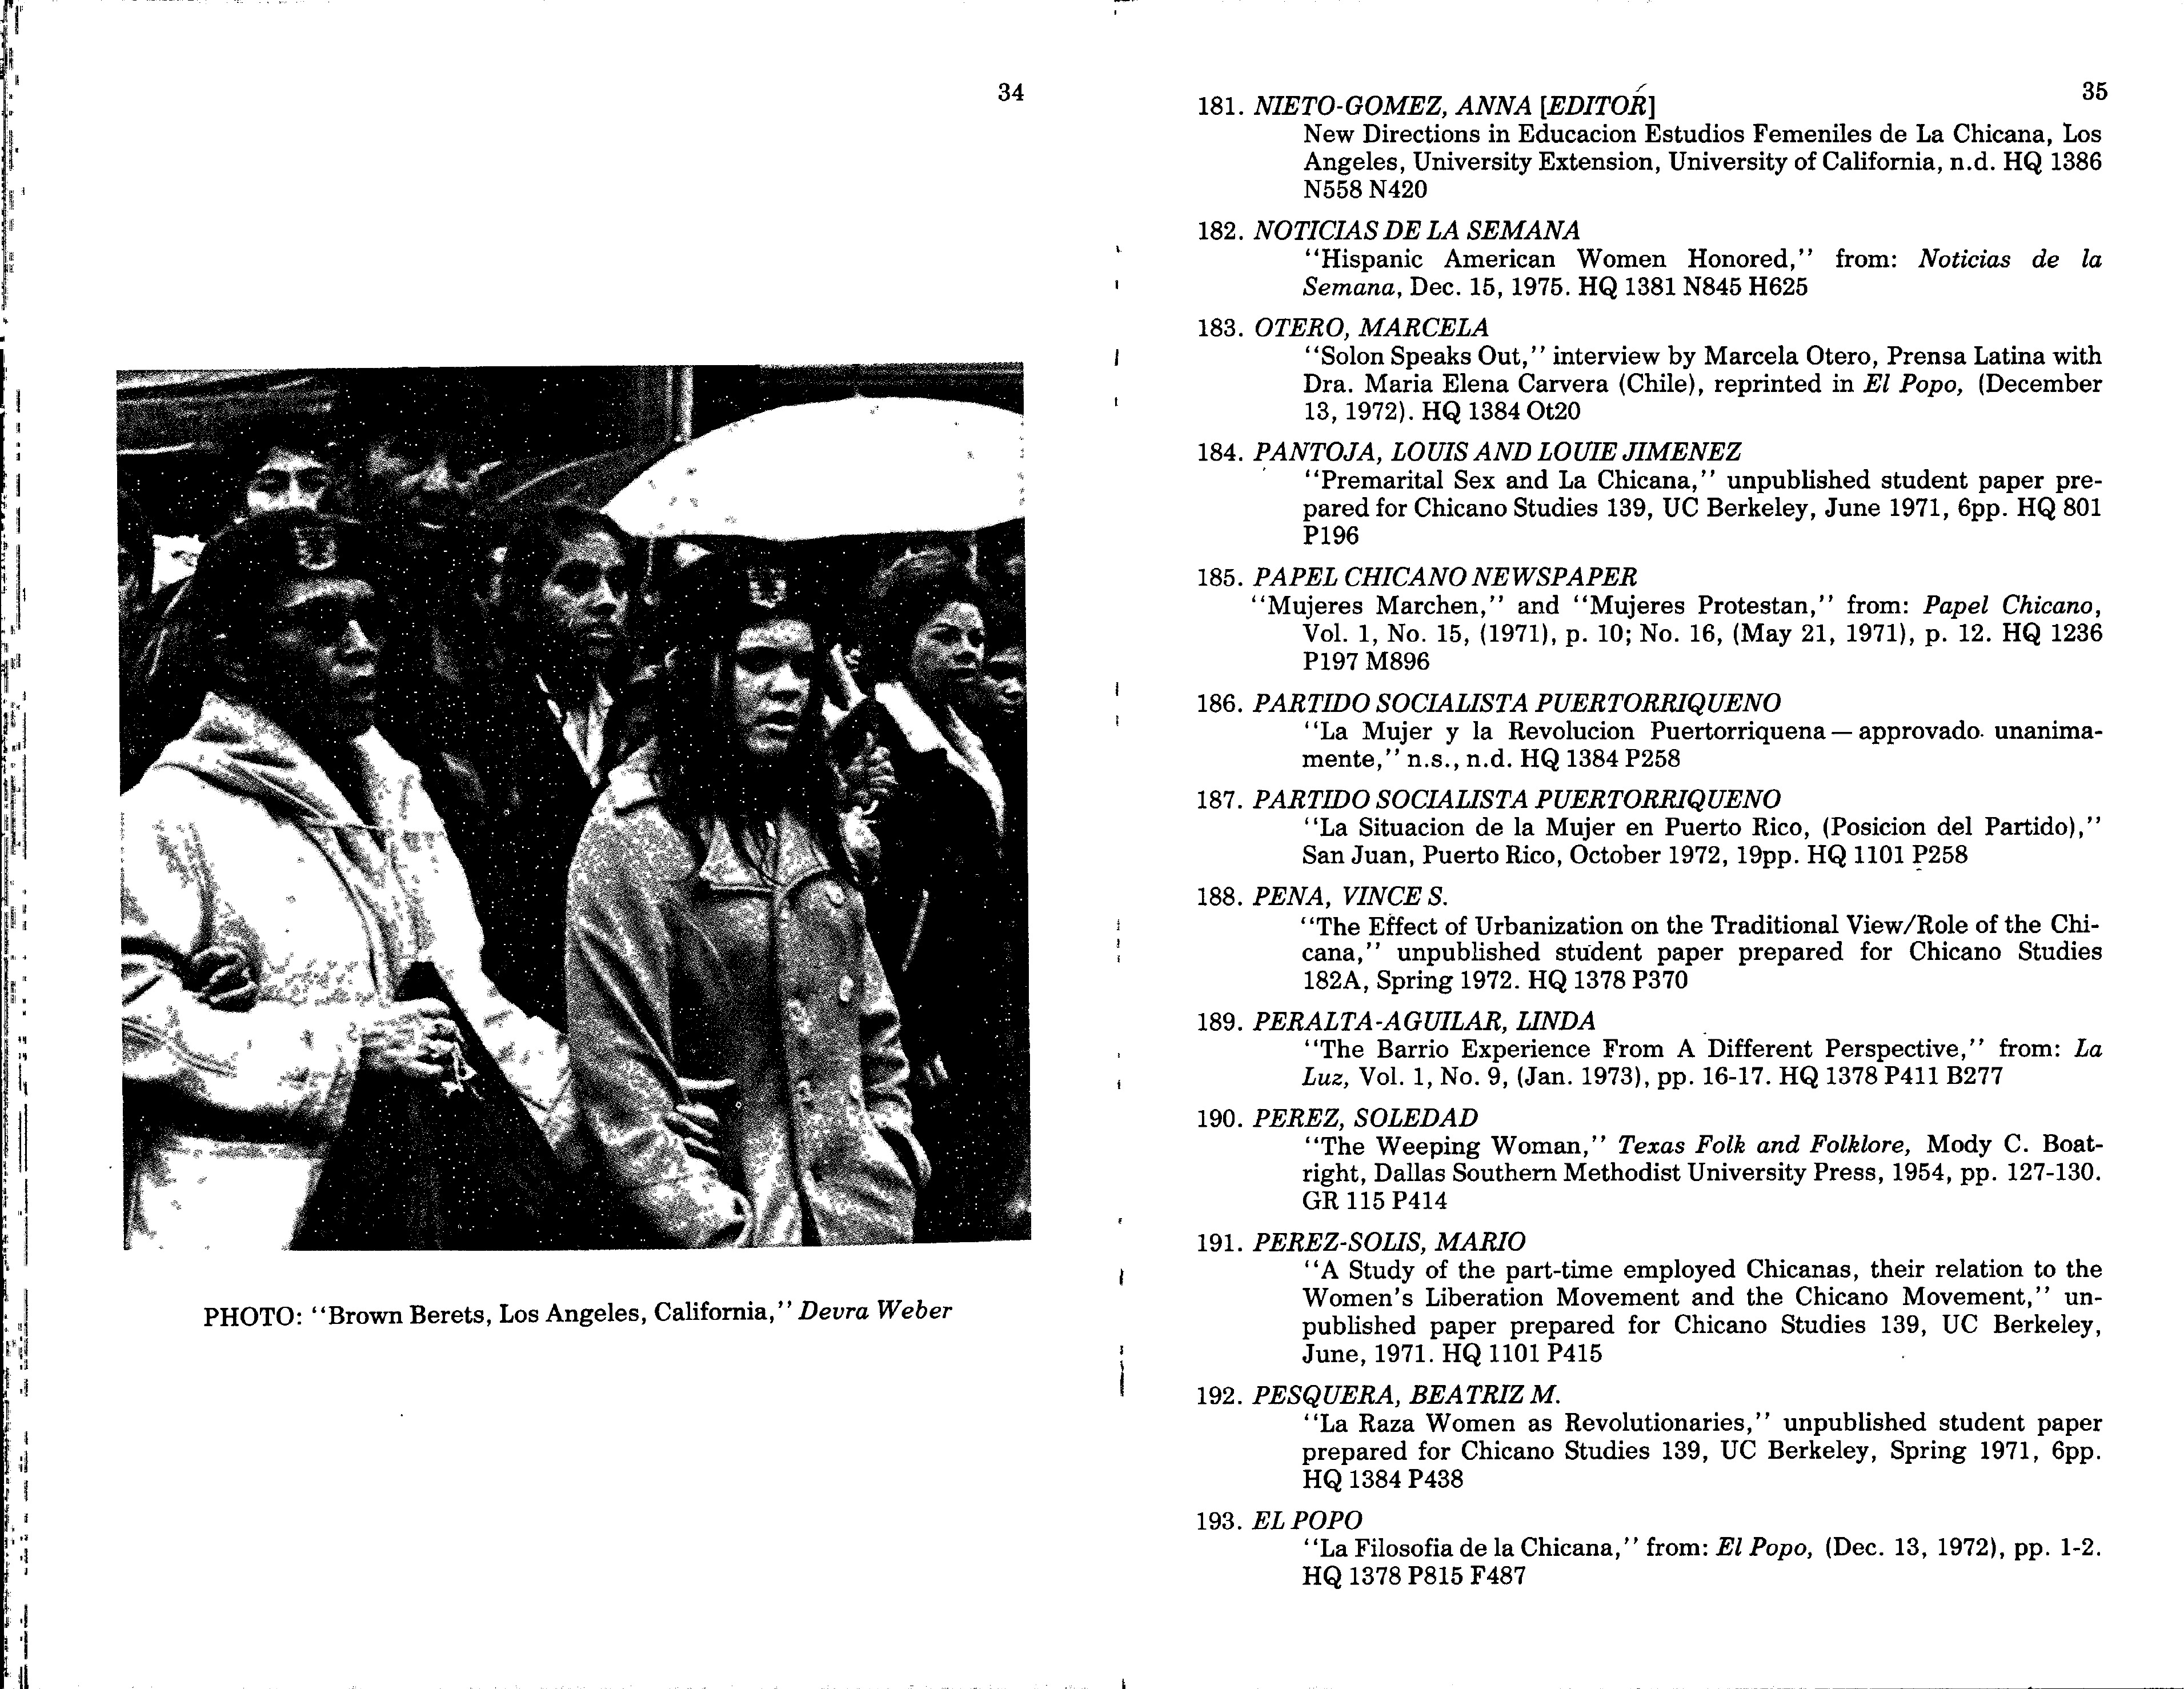 34
PHOTO: “Brown Berets, Los Angeles, California,” Devra Weber
35
181. NIETO-GOMEZ, ANNA [EDITOR]
New Directions in Educacion Estudios Femeniles de La Chicana, Los
Angeles, University Extension, University of California, n.d. HQ 1386
N558 N420
182. NOTICIAS DE LA SEMANA
“Hispanic American Women Honored,” from: Noticias de la
Semana, Dec. 15, 1975. HQ 1381 N845 H625
183. OTERO, MARCELA
“Solon Speaks Out,” interview by Marcela Otero, Prensa Latina with
Dra. Maria Elena Carvera (Chile), reprinted in El Popo, (December
13, 1972). HQ 1384 Ot20
184. PANTOJA, LOUIS AND LOUIE JIMENEZ
“Premarital Sex and La Chicana,” unpublished student paper pre-
pared for Chicano Studies 139, UC Berkeley, June 1971, 6pp. HQ 801
P196
185. PAPEL CHICANO NEWSPAPER
“Mujeres Marchen,” and “Mujeres Protestan,” from: Papel Chicano,
Vol. 1, No. 15, (1971), p. 10; No. 16, (May 21, 1971), p. 12. HQ 1236
P197 M896
186. PARTIDO SOCIALISTA PUERTORRIQUENO
“La Mujer y la Revolucion Puertorriquena — approvado unanima-
mente,” n.s., n.d. HQ 1384 P258
187. PARTIDO SOCIALISTA PUERTORRIQUENO
“La Situacion de la Mujer en Puerto Rico, (Posicion del Partido),”
San Juan, Puerto Rico, October 1972, 19pp. HQ 1101 P258
188. PENA, VINCE S.
“The Effect of Urbanization on the Traditional View/Role of the Chi-
cana,” unpublished student paper prepared for Chicano Studies
182A, Spring 1972. HQ 1378 P370
189. PERALTA-AGUILAR, LINDA
“The Barrio Experience From A Different Perspective,” from: La
Luz, Vol. 1, No. 9, (Jan. 1973), pp. 16-17. HQ 1378 P411 B277
190. PEREZ, SOLEDAD
“The Weeping Woman,” Texas Folk and Folklore, Mody C. Boat-
right, Dallas Southern Methodist University Press, 1954, pp. 127-130.
GR 115 P414
191. PEREZ-SOLIS, MARIO
“A Study of the part-time employed Chicanas, their relation to the
Women’s Liberation Movement and the Chicano Movement,” un-
published paper prepared for Chicano Studies 139, UC Berkeley,
June, 1971. HQ 1101 P415
192. PESQUERA, BEATRIZ M.
“La Raza Women as Revolutionaries,” unpublished student paper
prepared for Chicano Studies 139, UC Berkeley, Spring 1971, 6pp.
HQ 1384 P438
193. EL POPO
“La Filosofia de la Chicana,” from: El Popo, (Dec. 13, 1972), pp. 1-2.
HQ 1378 P815 F487